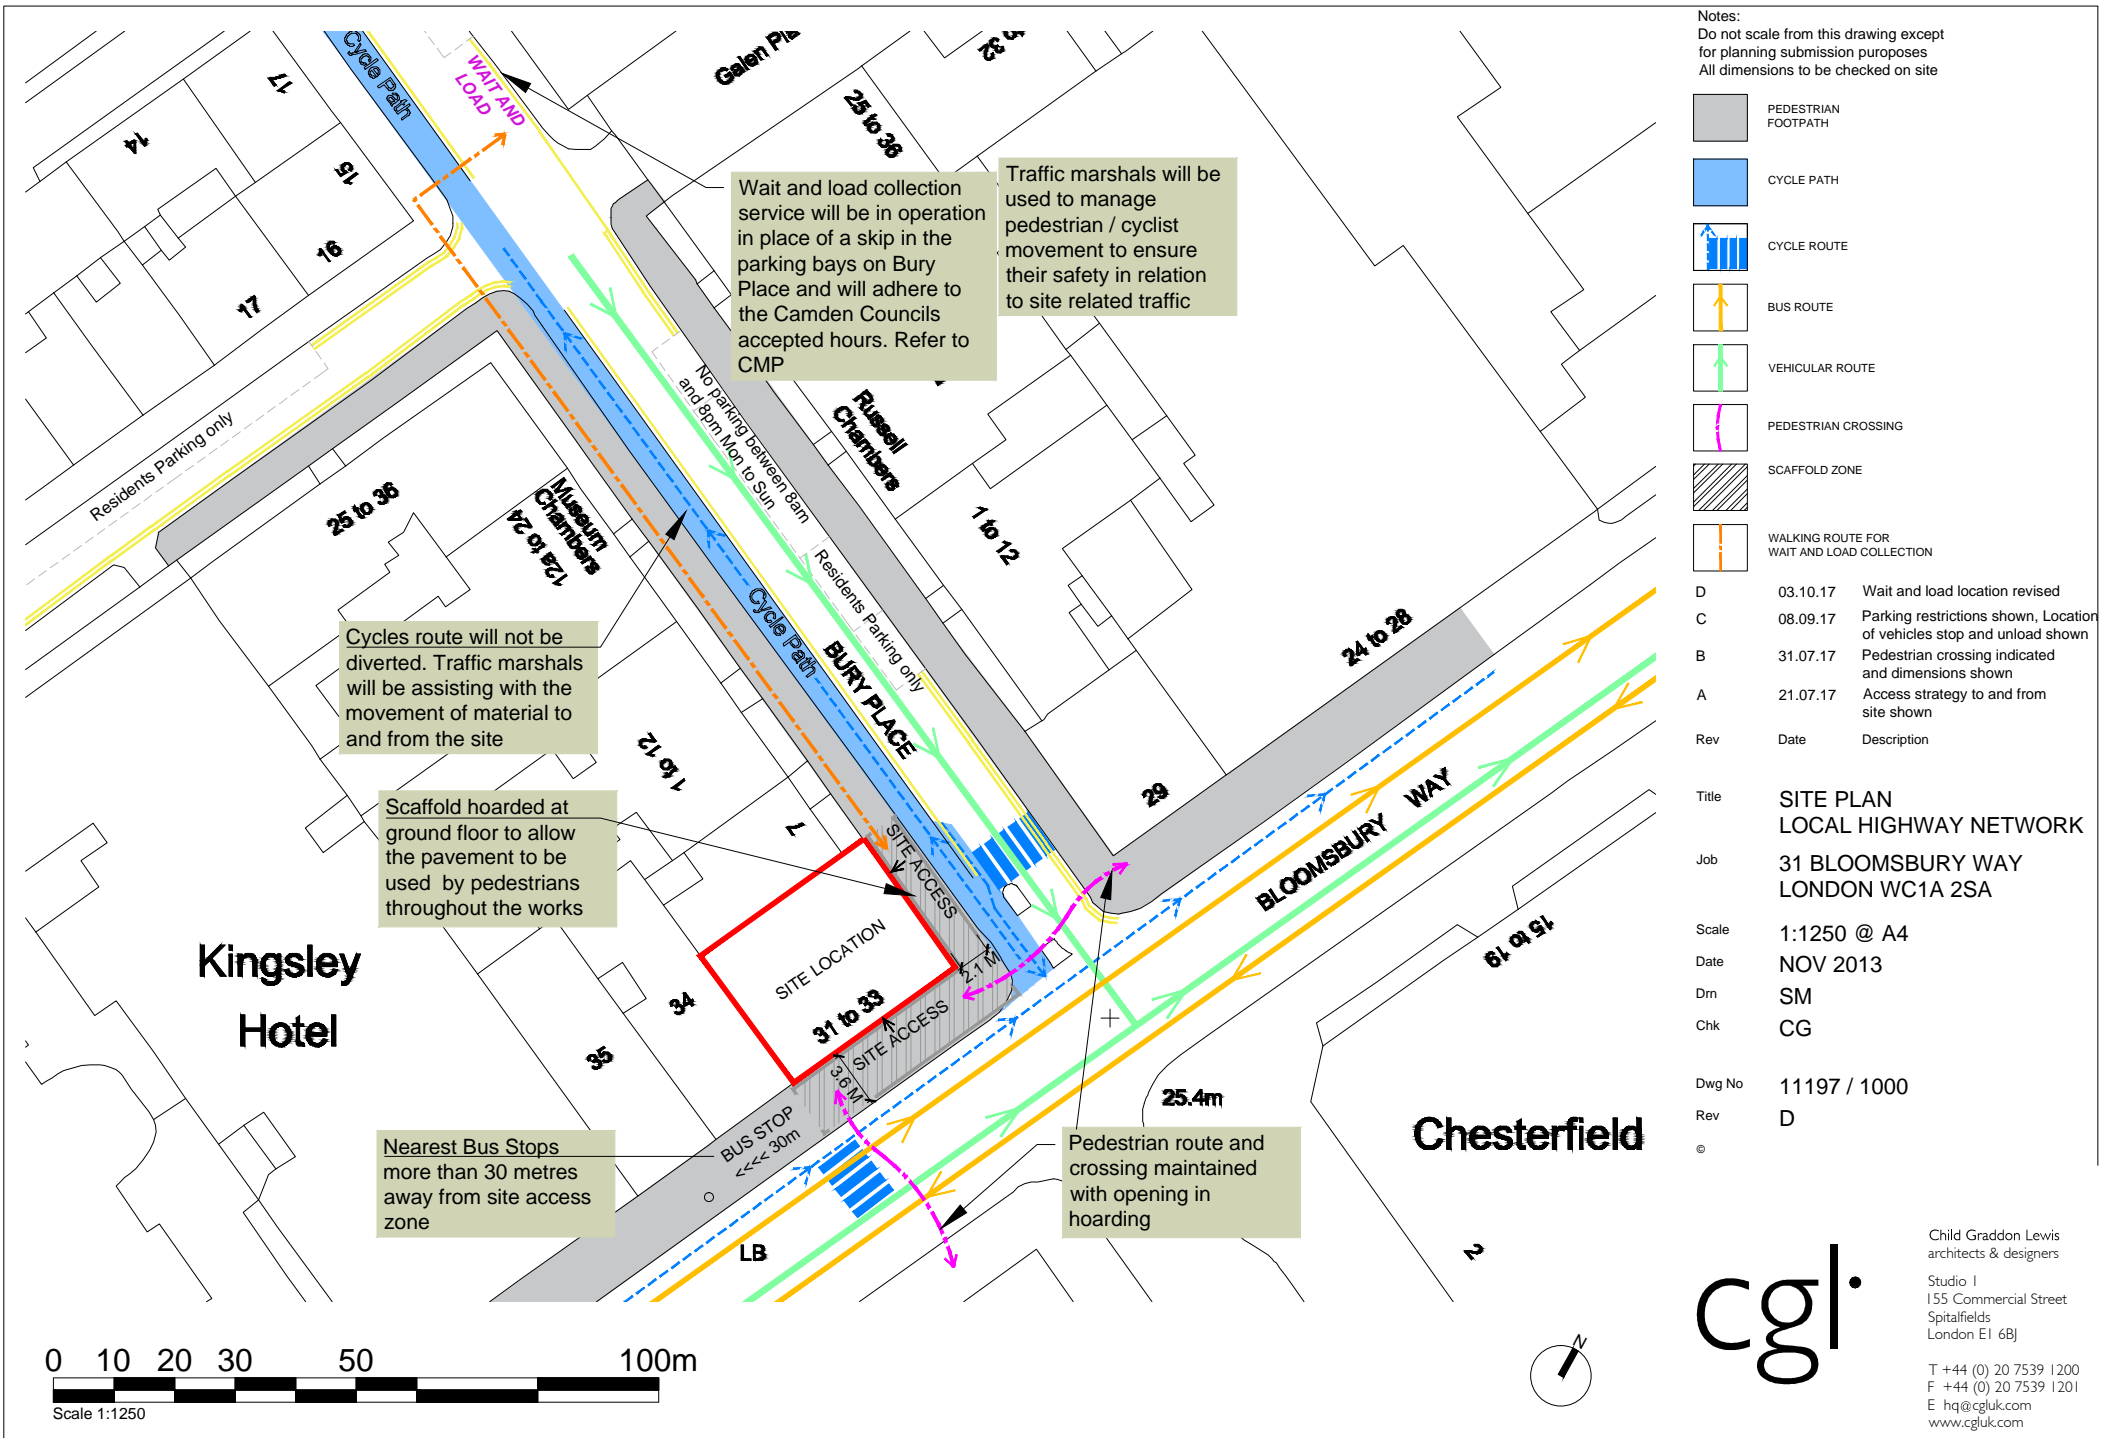 Cycle Path
WAIT AND
LOAD
17
14
15
16
17
25 to 36
Wait and load collection
service will be in operation
in place of a skip in the
parking bays on Bury
Place and will adhere to
the Camden Councils
accepted hours. Refer to
CMP
Traffic marshals will be
used to manage
pedestrian / cyclist
movement to ensure
their safety in relation
to site related traffic
No parking between 8am
and 8pm Mon to Sun
Russell
Chambers
1 to 12
Residents Parking only
Residents Parking only
25 to 36
Museum
Chambers
12a to 24
Cycle Path
BURY PLACE
24 to 28
29
Cycles route will not be
diverted. Traffic marshals
will be assisting with the
movement of material to
and from the site
1 to 12
7
Scaffold hoarded at
ground floor to allow
the pavement to be
used by pedestrians
throughout the works
SITE ACCESS
SITE LOCATION
31 to 33
SITE ACCESS
2.1 M
3.6 M
BLOOMSBURY WAY
15 to 19
Kingsley
Hotel
34
35
25.4m
Chesterfield
2
BUS STOP
<<<< 30m
Nearest Bus Stops
more than 30 metres
away from site access
zone
Pedestrian route and
crossing maintained
with opening in
hoarding
LB
0 10 20 30 50 100m
Scale 1:1250
N
Notes:
Do not scale from this drawing except
for planning submission puroposes
All dimensions to be checked on site
PEDESTRIAN
FOOTPATH
CYCLE PATH
CYCLE ROUTE
BUS ROUTE
VEHICULAR ROUTE
PEDESTRIAN CROSSING
SCAFFOLD ZONE
WALKING ROUTE FOR
WAIT AND LOAD COLLECTION
D 03.10.17 Wait and load location revised
C 08.09.17 Parking restrictions shown, Location
of vehicles stop and unload shown
B 31.07.17 Pedestrian crossing indicated
and dimensions shown
A 21.07.17 Access strategy to and from
site shown
Rev Date Description
Title SITE PLAN
LOCAL HIGHWAY NETWORK
Job 31 BLOOMSBURY WAY
LONDON WC1A 2SA
Scale 1:1250 @ A4
Date NOV 2013
Drn SM
Chk CG
Dwg No 11197 / 1000
Rev D
©
cgl
Child Graddon Lewis
architects & designers
Studio 1
155 Commercial Street
Spitalfields
London E1 6BJ
T +44 (0) 20 7539 1200
F +44 (0) 20 7539 1201
E hq@cgluk.com
www.cgluk.com